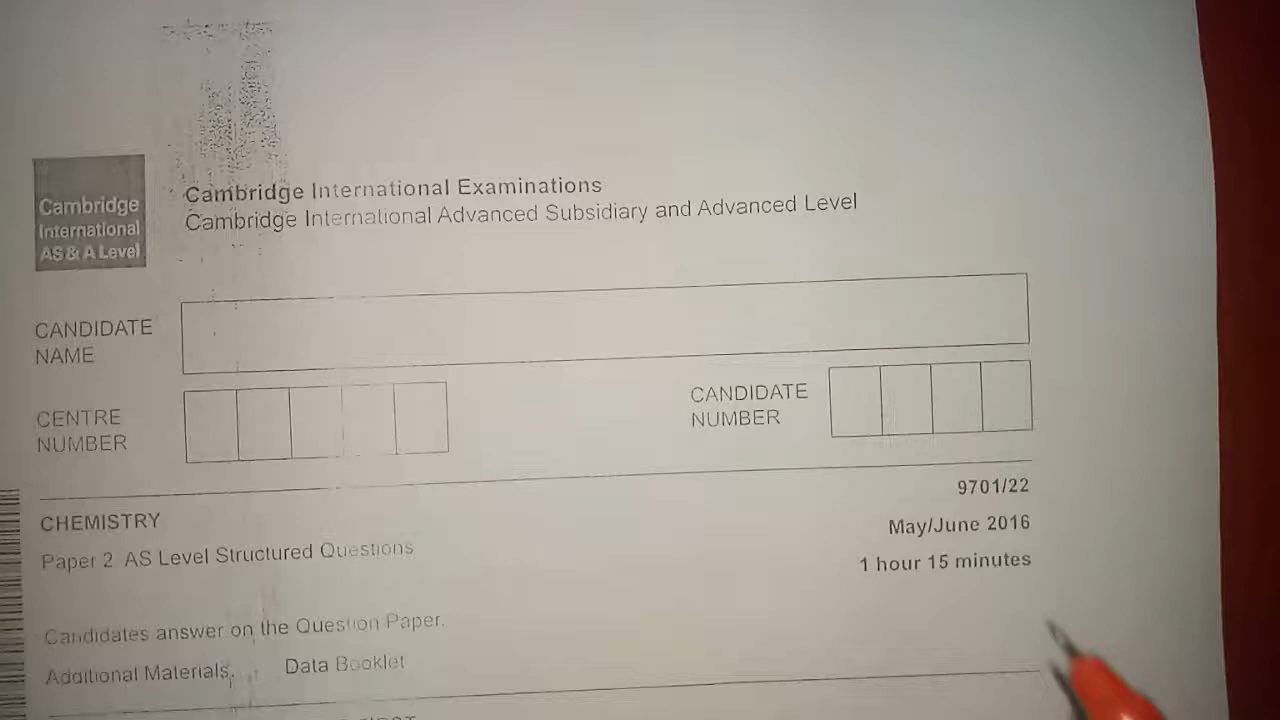 Cambridge International Examinations
Cambridge International Advanced Subsidiary and Advanced Level
Cambridge
International
AS & A Level
CANDIDATE
NAME
CENTRE
NUMBER
CANDIDATE
NUMBER
CHEMISTRY
9701/22
Paper 2 AS Level Structured Questions
May/June 2016
1 hour 15 minutes
Candidates answer on the Question Paper.
Additional Materials: Data Booklet